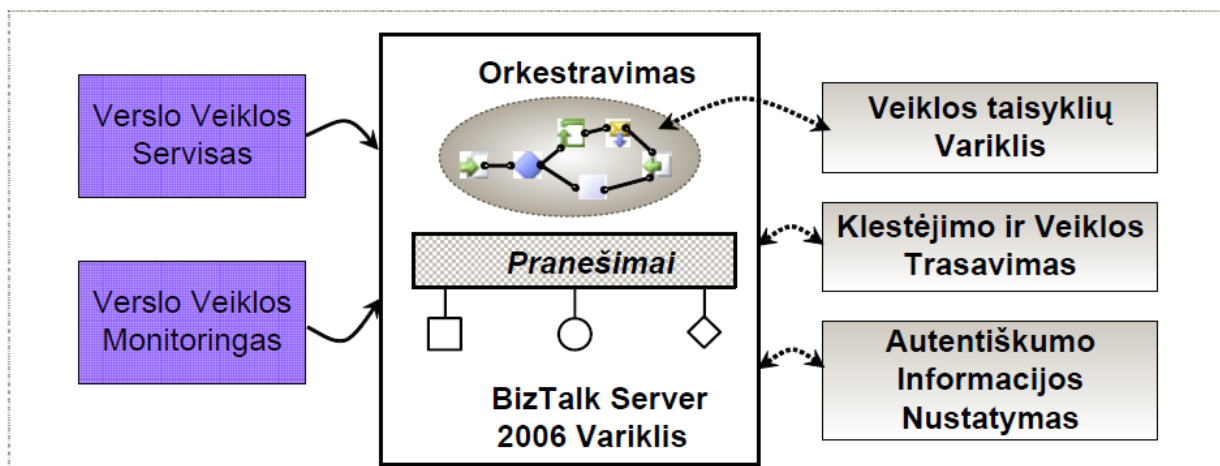 Verslo Veiklos
Servisas
Verslo Veiklos
Monitoringas
Orkestravimas
Pranešimai
BizTalk Server
2006 Variklis
Veiklos taisyklių
Variklis
Klestėjimo ir Veiklos
Trasavimas
Autentiškumo
Informacijos
Nustatymas